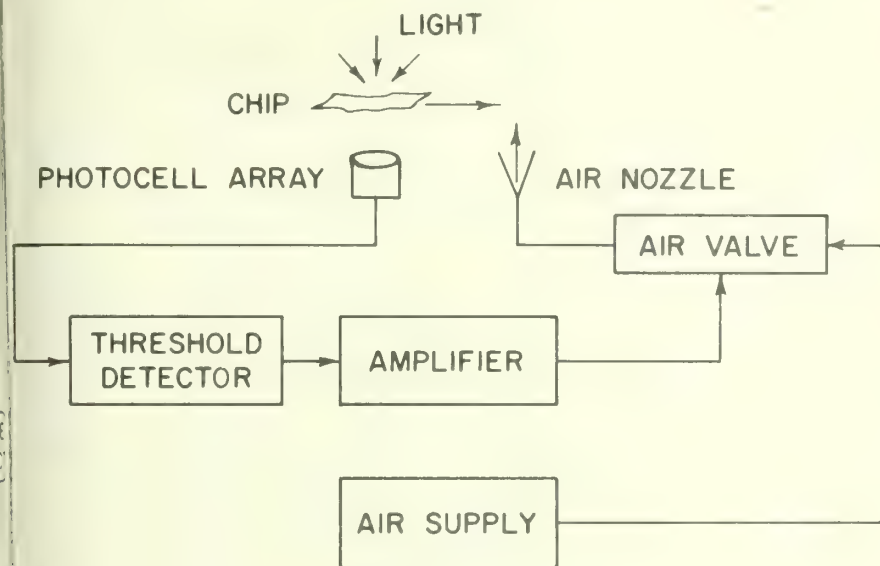 LIGHT
CHIP
PHOTOCELL ARRAY
AIR NOZZLE
AIR VALVE
THRESHOLD
DETECTOR
AMPLIFIER
AIR SUPPLY